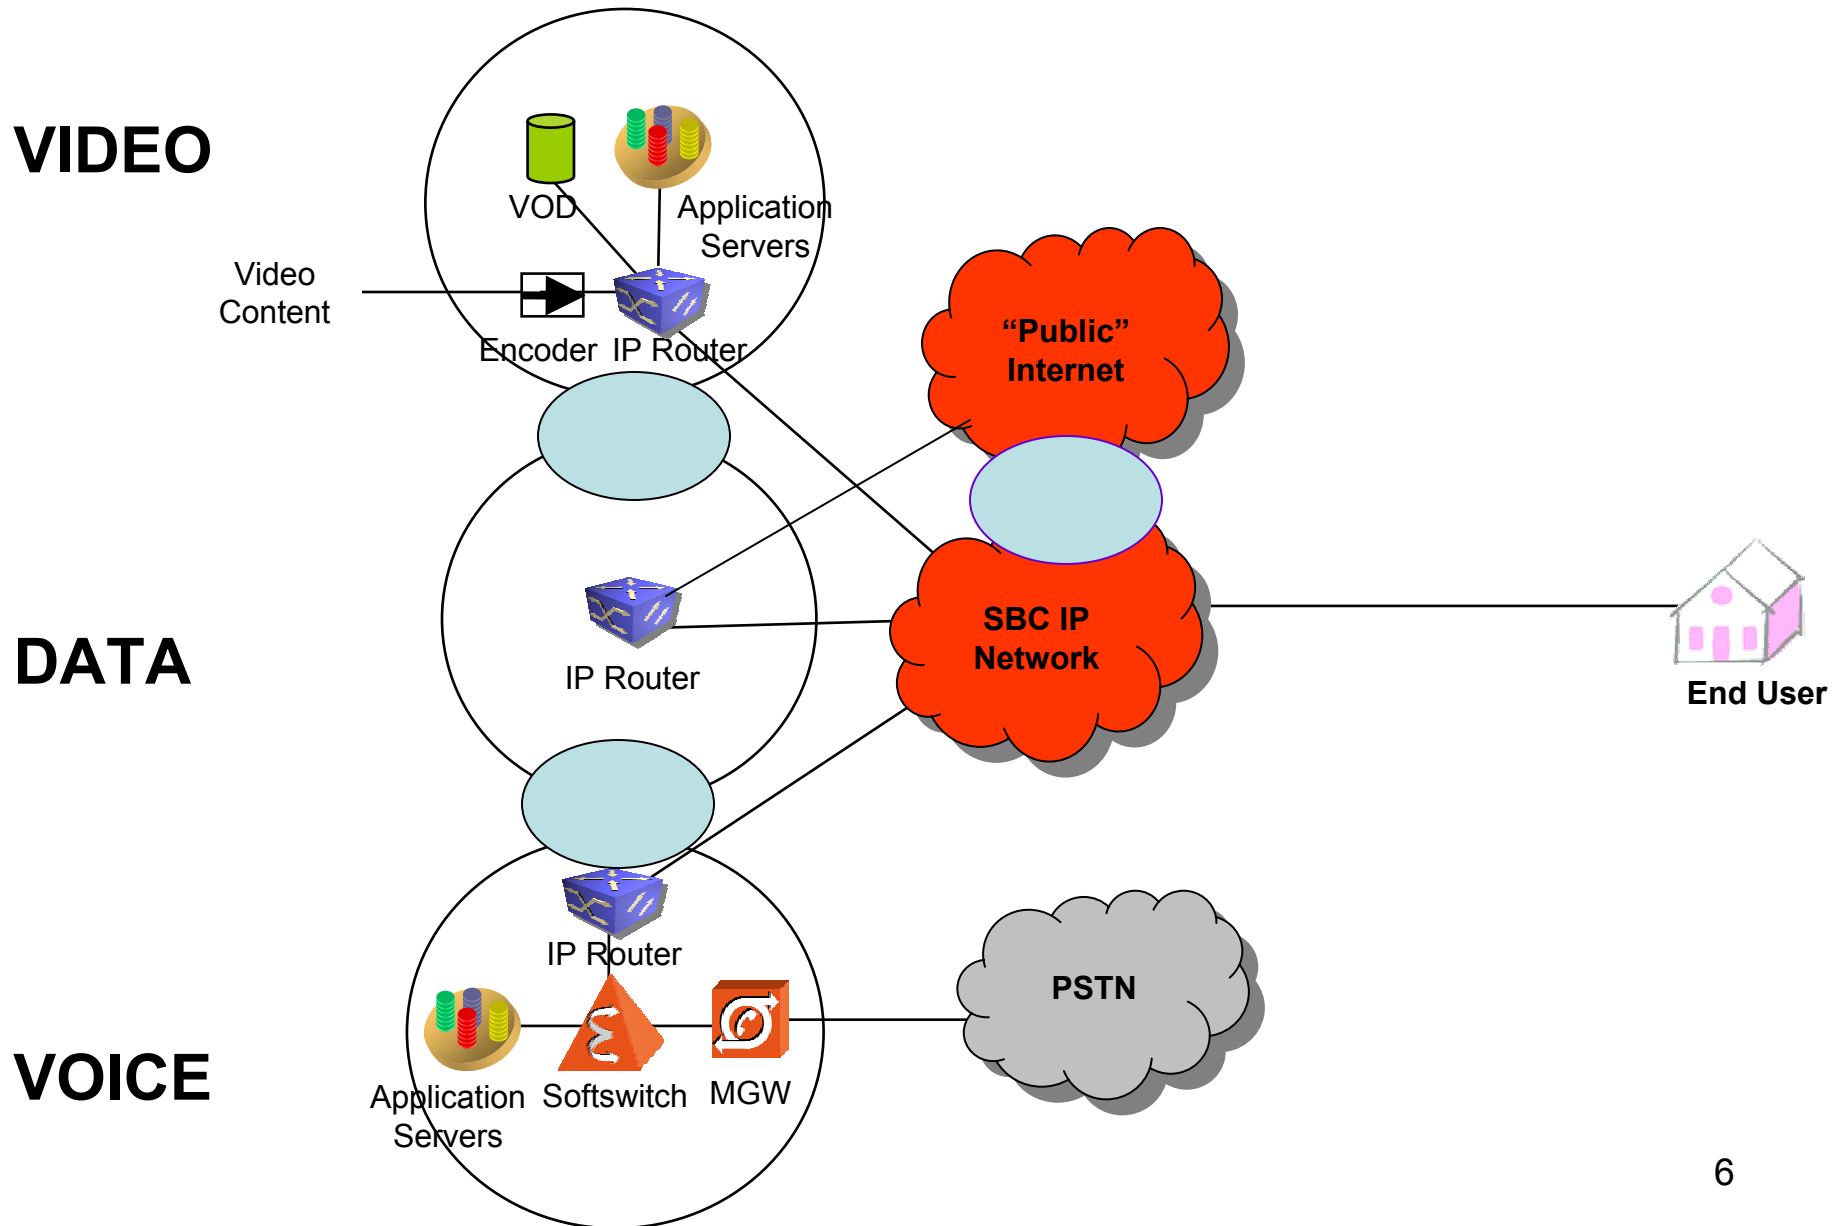 VIDEO
VOD
Application
Servers
Video
Content
Encoder
IP Router
“Public”
Internet
DATA
IP Router
SBC IP
Network
End User
VOICE
IP Router
Application
Servers
Softswitch
MGW
PSTN
6